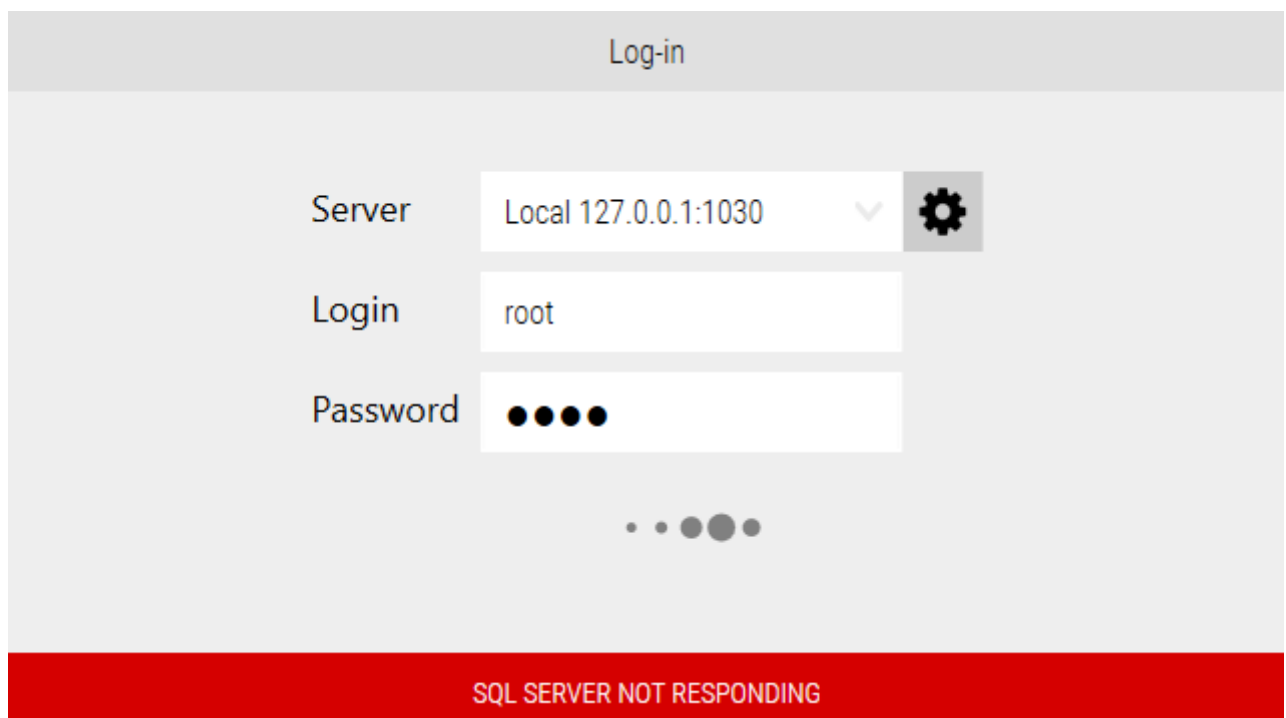 Log-in
Server Local 127.0.0.1:1030
Login root
Password ●●●●
SQL SERVER NOT RESPONDING